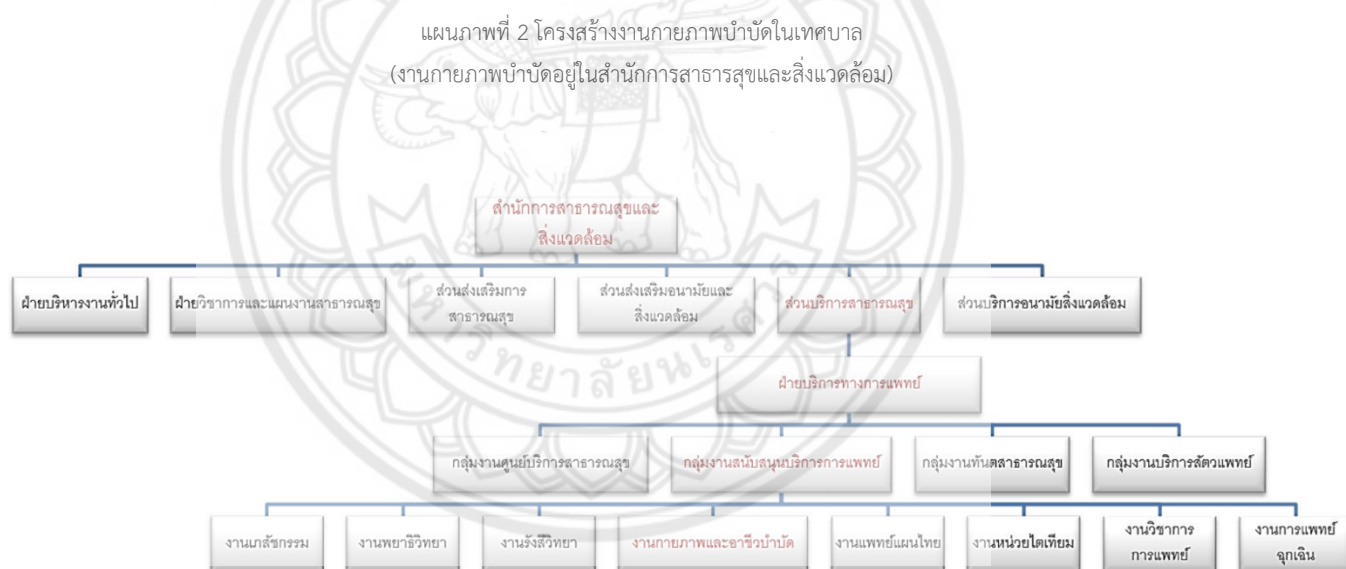 แผนภาพที่ 2 โครงสร้างงานกายภาพบำบัดในเทศบาล
(งานกายภาพบำบัดอยู่ในสำนักการสาธารสุขและสิ่งแวดล้อม)
สำนักการสาธารณสุขและ
สิ่งแวดล้อม
ฝ่ายบริหารงานทั่วไป
ฝ่ายวิชาการและแผนงานสาธารณสุข
ส่วนส่งเสริมการ
สาธารณสุข
ส่วนส่งเสริมอนามัยและ
สิ่งแวดล้อม
ส่วนบริการสาธารณสุข
ส่วนบริการอนามัยสิ่งแวดล้อม
ฝ่ายบริการทางการแพทย์
กลุ่มงานศูนย์บริการสาธารณสุข
กลุ่มงานสนับสนุนบริการการแพทย์
กลุ่มงานทันตสาธารณสุข
กลุ่มงานบริการสัตวแพทย์
งานเภสัชกรรม
งานพยาธิวิทยา
งานรังสีวิทยา
งานกายภาพและอาชีวบำบัด
งานแพทย์แผนไทย
งานหน่วยไตเทียม
งานวิชาการ
การแพทย์
งานการแพทย์
ฉุกเฉิน
มหาวิทยาลัยนเรศวร